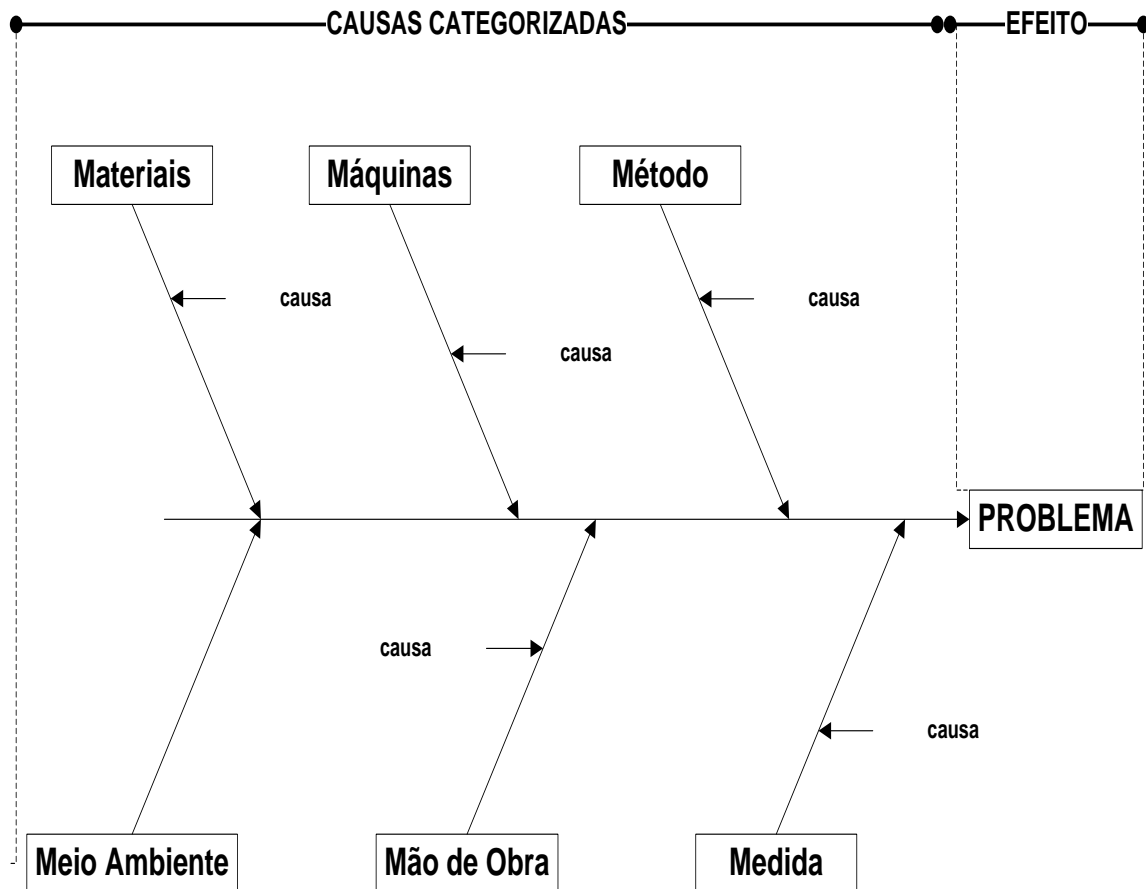 CAUSAS CATEGORIZADAS
EFEITO
Materiais
Máquinas
Método
causa
causa
causa
PROBLEMA
causa
causa
Meio Ambiente
Mão de Obra
Medida